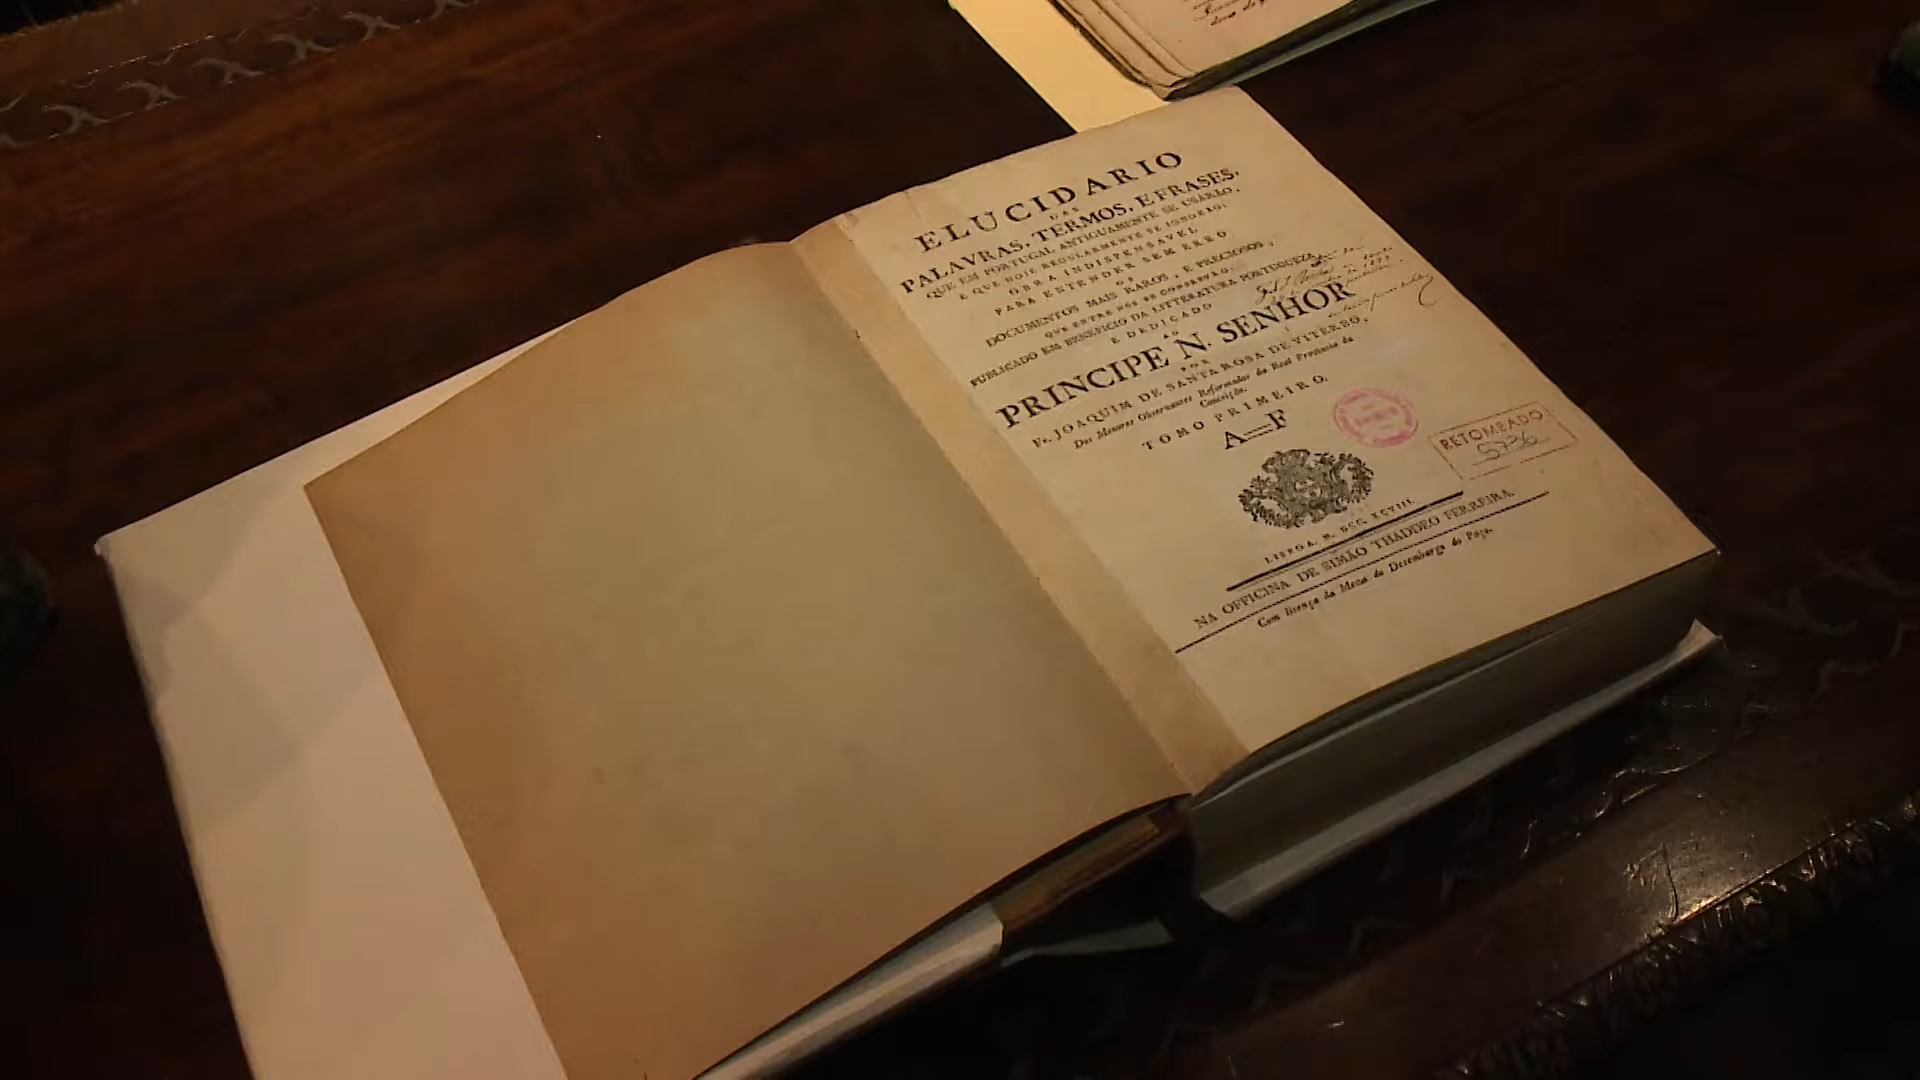 ELUCIDARIO
DAS
PALAVRAS, TERMOS, E FRASES,
QUE EM PORTUGAL ANTIGUAMENTE SE USÁRÃO,
E QUE HOJE REGULARMENTE SE IGNORÃO:
OBRA INDISPENSAVEL
PARA ENTENDER SEM ERRO
OS
DOCUMENTOS MAIS RAROS, E PRECIOSOS,
QUE ENTRE NÓS SE CONSERVÃO:
PUBLICADO EM BENEFICIO DA LITTERATURA PORTUGUEZA,
E DEDICADO
AO
PRINCIPE N. SENHOR
POR
Fr. JOAQUIM DE SANTA ROSA DE VITERBO,
Dos Menores Observantes Reformados da Real Provincia da
Conceição.
TOMO PRIMEIRO.
A=F
RETOMBADO
5736
LISBOA, M. DCC. XCVIII.
NA OFFICINA DE SIMÃO THADDEO FERREIRA.
Com licença da Meza do Desembargo do Paço.